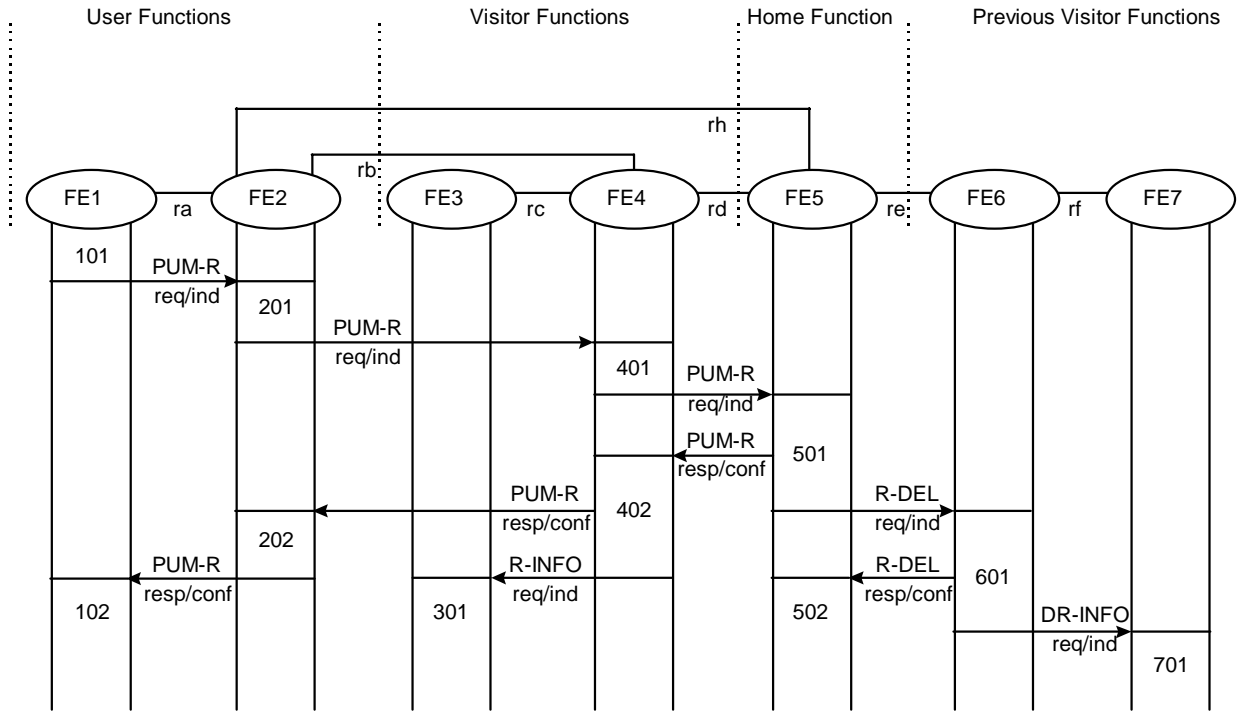 User Functions
Visitor Functions
Home Function
Previous Visitor Functions
rh
rb
FE1
ra
FE2
FE3
rc
FE4
rd
FE5
re
FE6
rf
FE7
101
PUM-R
req/ind
201
PUM-R
req/ind
401
PUM-R
req/ind
PUM-R
resp/conf
501
PUM-R
resp/conf
402
R-DEL
req/ind
202
PUM-R
resp/conf
R-INFO
req/ind
R-DEL
resp/conf
601
102
301
502
DR-INFO
req/ind
701